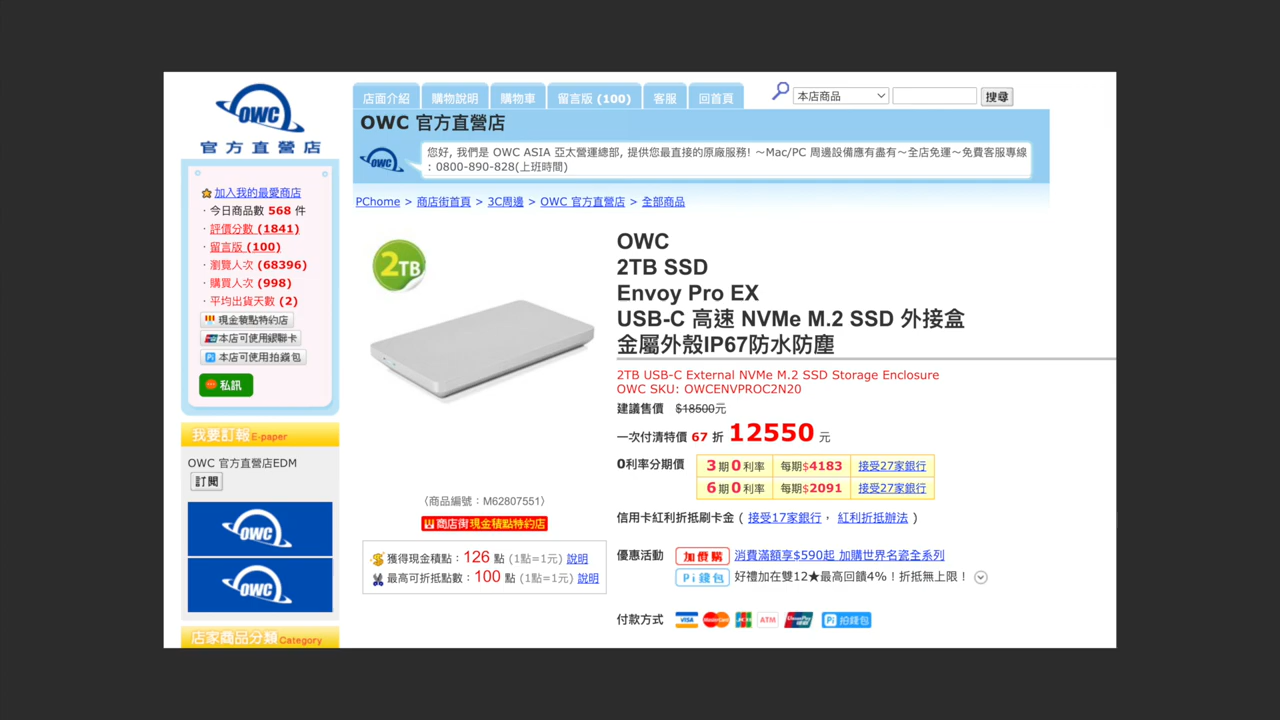 OWC
官方直營店
店面介紹 購物說明 購物車 留言版 (100) 客服 回首頁
本店商品 搜尋
OWC 官方直營店
OWC
您好, 我們是 OWC ASIA 亞太營運總部, 提供您最直接的原廠服務! ～Mac/PC 周邊設備應有盡有～全店免運～免費客服專線
: 0800-890-828(上班時間)
加入我的最愛商店
· 今日商品數 568 件
· 評價分數 (1841)
· 留言版 (100)
· 瀏覽人次 (68396)
· 購買人次 (998)
· 平均出貨天數 (2)
現金積點特約店
本店可使用銀聯卡
Pi 本店可使用拍錢包
私訊
我要訂報 E-paper
OWC 官方直營店EDM
訂閱
OWC
OWC
店家商品分類 Category
PChome > 商店街首頁 > 3C周邊 > OWC 官方直營店 > 全部商品
2TB
（商品編號：M62807551）
商店街現金積點特約店
獲得現金積點：126 點 (1點=1元) 說明
最高可折抵點數：100 點 (1點=1元) 說明
OWC
2TB SSD
Envoy Pro EX
USB-C 高速 NVMe M.2 SSD 外接盒
金屬外殼IP67防水防塵
2TB USB-C External NVMe M.2 SSD Storage Enclosure
OWC SKU: OWCENVPROC2N20
建議售價 $18500元
一次付清特價 67 折 12550 元
0利率分期價 3 期 0 利率 每期$4183 接受27家銀行
6 期 0 利率 每期$2091 接受27家銀行
信用卡紅利折抵刷卡金 ( 接受17家銀行， 紅利折抵辦法 )
優惠活動 加價購 消費滿額享$590起 加購世界名瓷全系列
Pi 錢包 好禮加在雙12★最高回饋4%！折抵無上限！
付款方式 VISA MasterCard JCB ATM UnionPay Pi 拍錢包